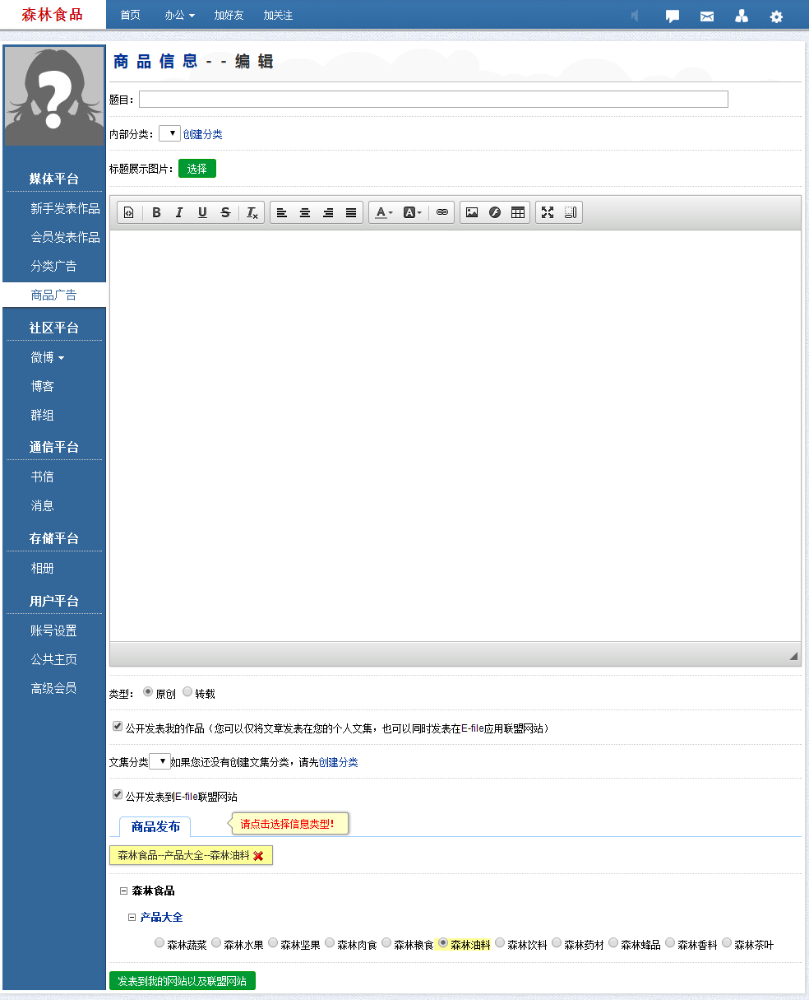 森林食品 首页 办公 加好友 加关注
商品信息--编辑
题目：
内部分类： 创建分类
标题展示图片： 选择
媒体平台
新手发表作品
会员发表作品
分类广告
商品广告
社区平台
微博
博客
群组
通信平台
书信
消息
存储平台
相册
用户平台
账号设置
公共主页
高级会员
B I U S Tx A A
类型： 原创 转载
公开发表我的作品（您可以仅将文章发表在您的个人文集，也可以同时发表在E-file应用联盟网站）
文集分类 如果您还没有创建文集分类，请先创建分类
公开发表到E-file联盟网站
商品发布 请点击选择信息类型！
森林食品--产品大全--森林油料
森林食品
产品大全
森林蔬菜 森林水果 森林坚果 森林肉食 森林粮食 森林油料 森林饮料 森林药材 森林蜂品 森林香料 森林茶叶
发表到我的网站以及联盟网站